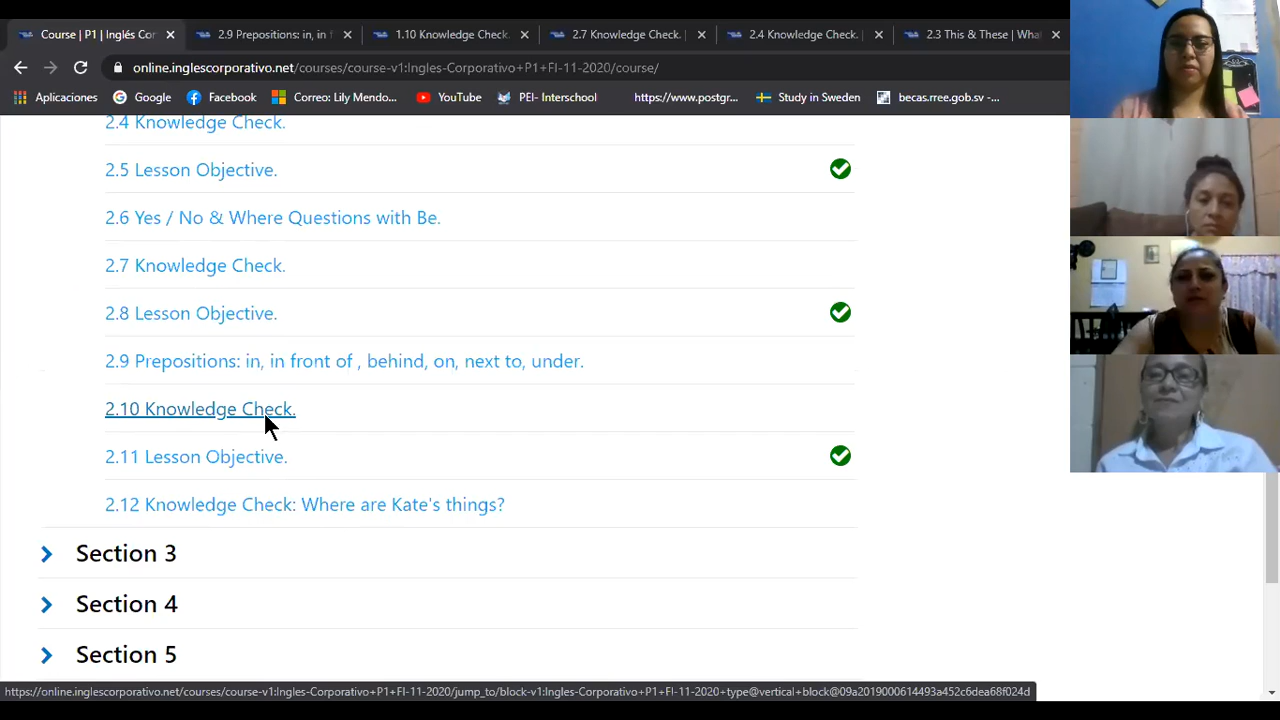 Course | P1 | Inglés Cor
2.9 Prepositions: in, in f
1.10 Knowledge Check.
2.7 Knowledge Check. |
2.4 Knowledge Check. |
2.3 This & These | Wha
online.inglescorporativo.net/courses/course-v1:Ingles-Corporativo+P1+FI-11-2020/course/
Aplicaciones
Google
Facebook
Correo: Lily Mendo...
YouTube
PEI- Interschool
https://www.postgr...
Study in Sweden
becas.rree.gob.sv -...
2.4 Knowledge Check.
2.5 Lesson Objective.
2.6 Yes / No & Where Questions with Be.
2.7 Knowledge Check.
2.8 Lesson Objective.
2.9 Prepositions: in, in front of , behind, on, next to, under.
2.10 Knowledge Check.
2.11 Lesson Objective.
2.12 Knowledge Check: Where are Kate's things?
Section 3
Section 4
Section 5
https://online.inglescorporativo.net/courses/course-v1:Ingles-Corporativo+P1+FI-11-2020/jump_to/block-v1:Ingles-Corporativo+P1+FI-11-2020+type@vertical+block@09a2019000614493a452c6dea68f024d